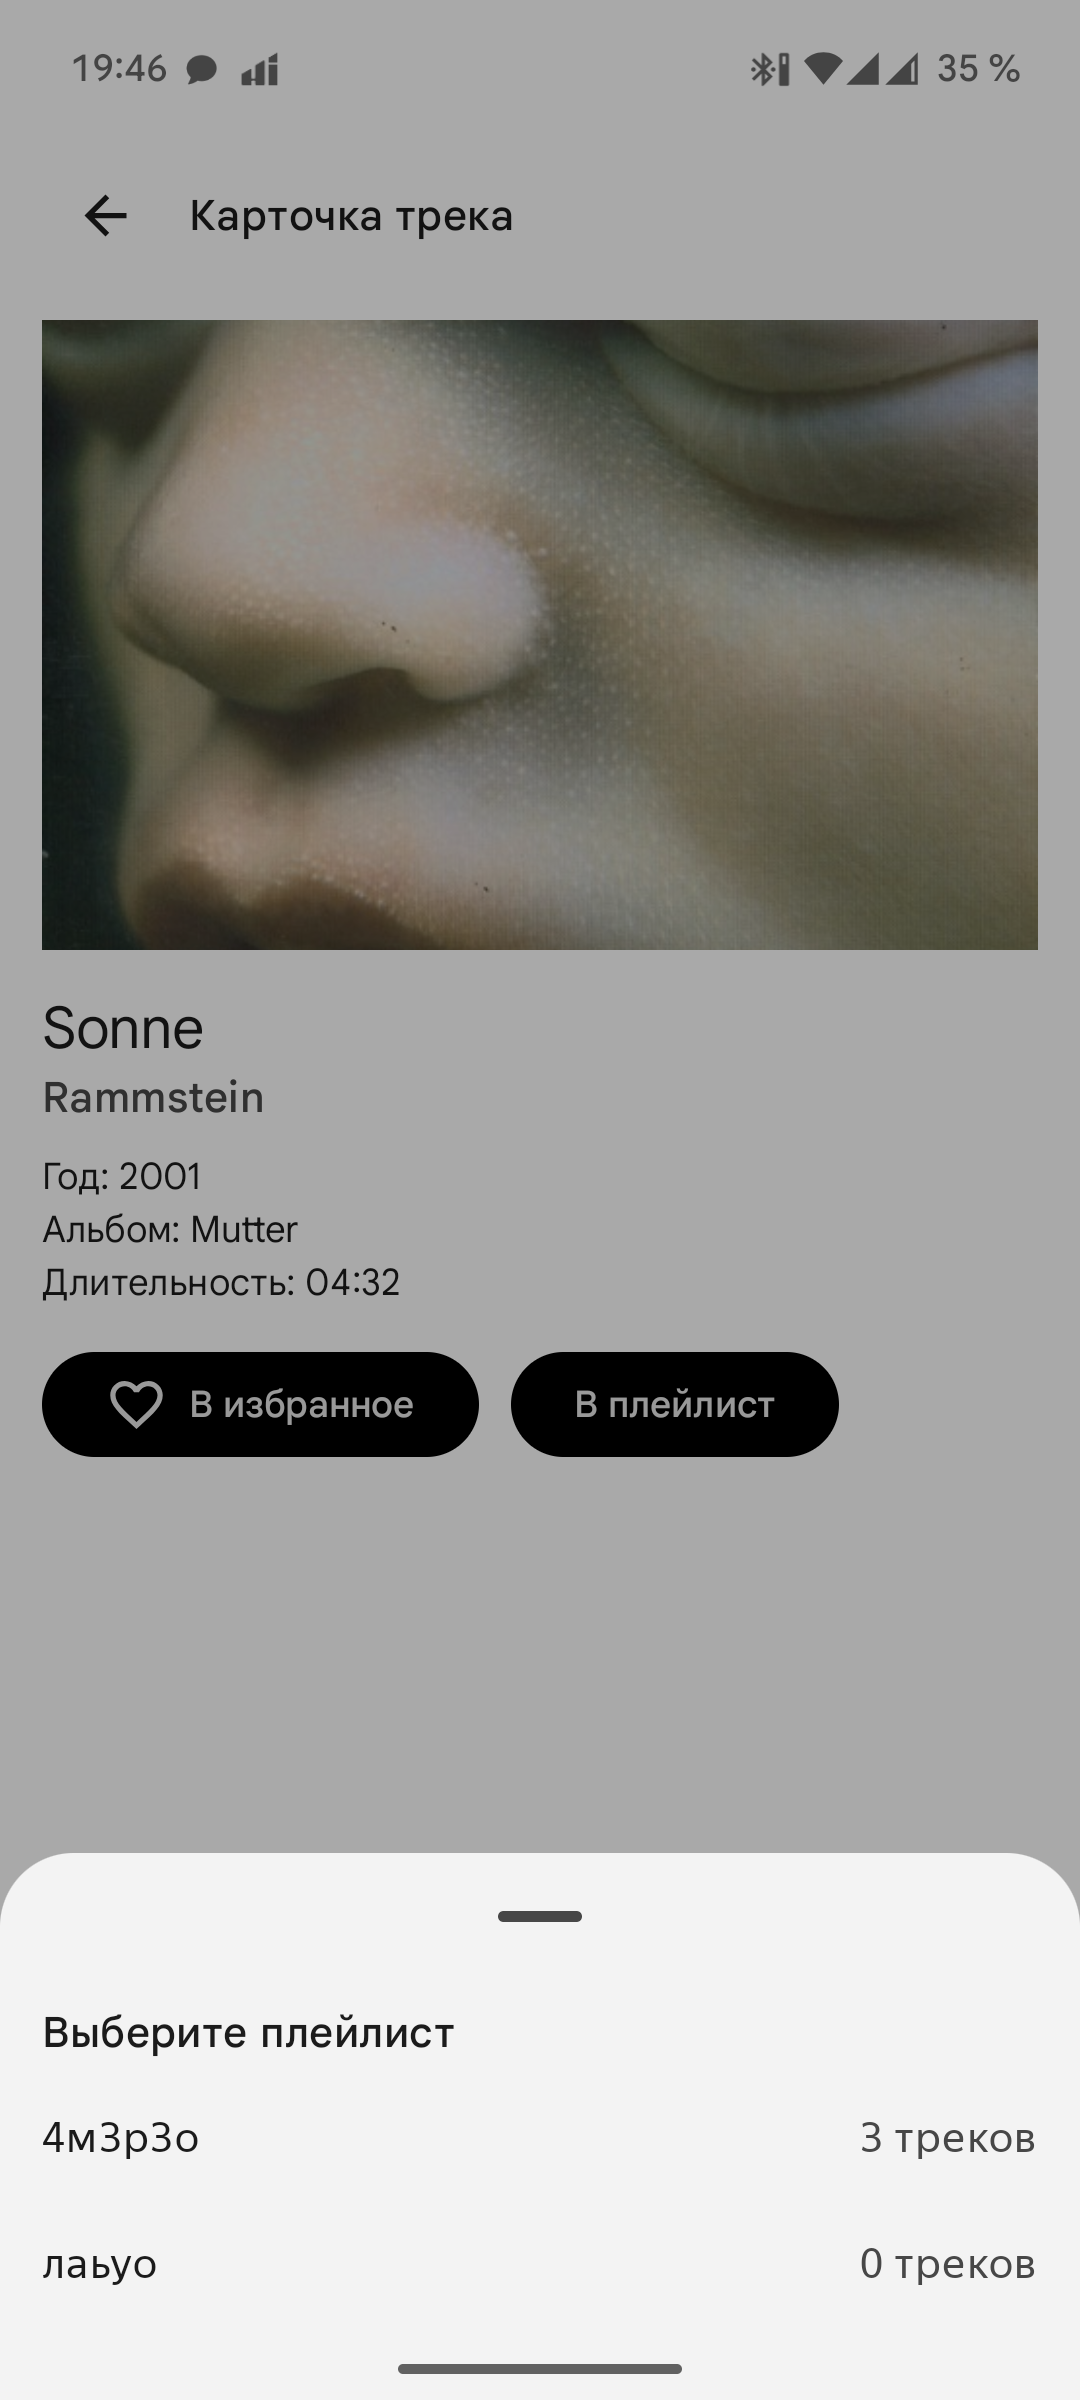 19:46
35 %
Карточка трека
Sonne
Rammstein
Год: 2001
Альбом: Mutter
Длительность: 04:32
В избранное
В плейлист
Выберите плейлист
4м3р3о
3 треков
лаьуо
0 треков